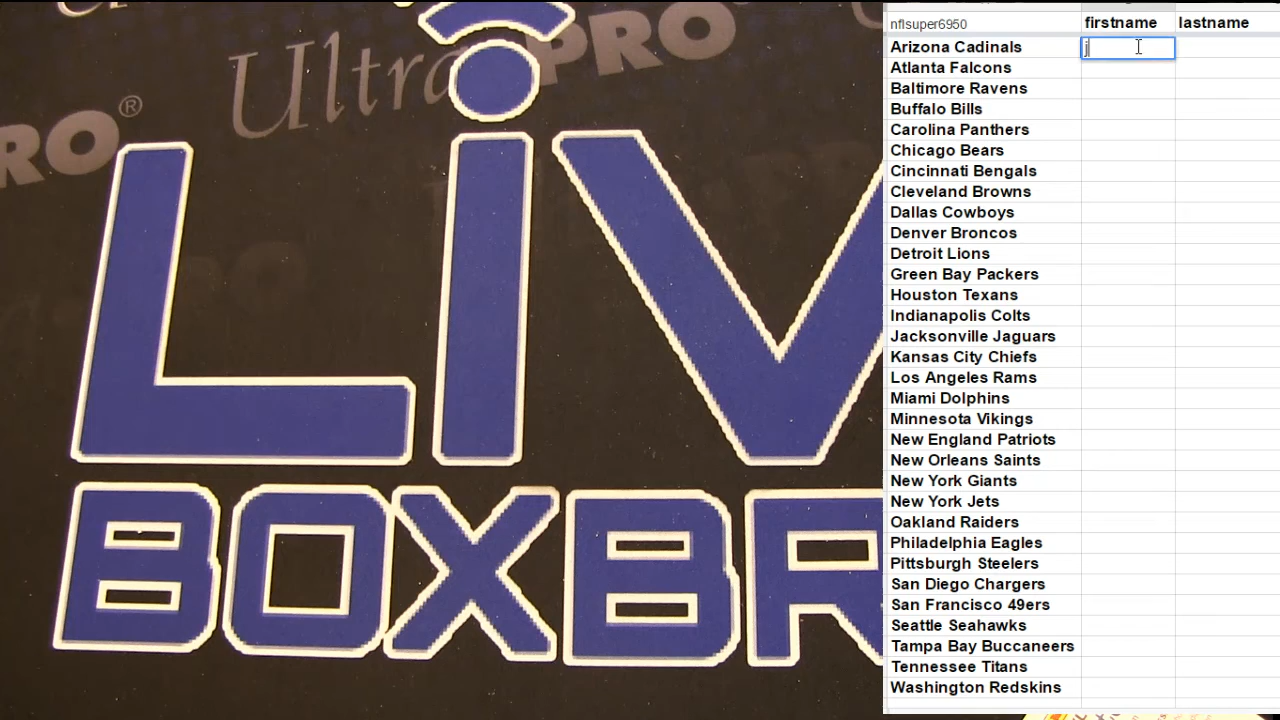 Ultra PRO
PRO®
LiV
BOXBR
nflsuper6950 firstname lastname
Arizona Cadinals j
Atlanta Falcons
Baltimore Ravens
Buffalo Bills
Carolina Panthers
Chicago Bears
Cincinnati Bengals
Cleveland Browns
Dallas Cowboys
Denver Broncos
Detroit Lions
Green Bay Packers
Houston Texans
Indianapolis Colts
Jacksonville Jaguars
Kansas City Chiefs
Los Angeles Rams
Miami Dolphins
Minnesota Vikings
New England Patriots
New Orleans Saints
New York Giants
New York Jets
Oakland Raiders
Philadelphia Eagles
Pittsburgh Steelers
San Diego Chargers
San Francisco 49ers
Seattle Seahawks
Tampa Bay Buccaneers
Tennessee Titans
Washington Redskins